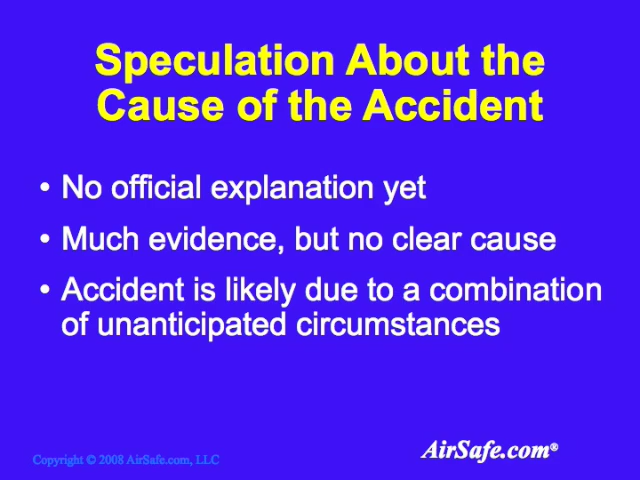 Speculation About the
Cause of the Accident
• No official explanation yet
• Much evidence, but no clear cause
• Accident is likely due to a combination
of unanticipated circumstances
Copyright © 2008 AirSafe.com, LLC
AirSafe.com®